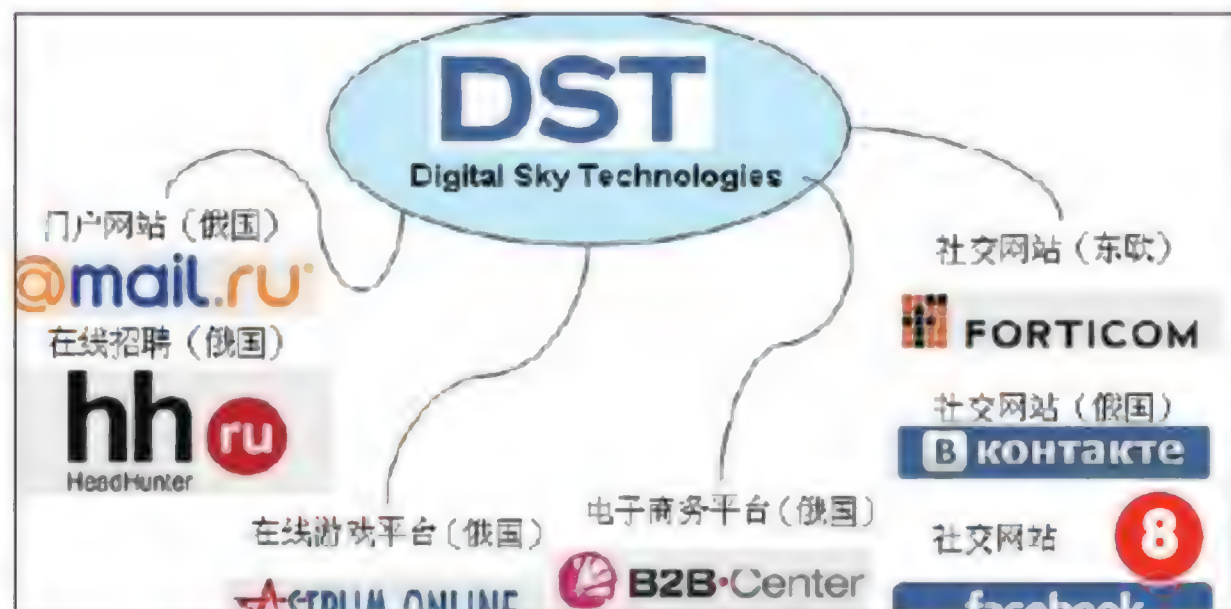 DST
Digital Sky Technologies
门户网站（俄国）
@mail.ru
在线招聘（俄国）
hh ru
HeadHunter
在线游戏平台（俄国）
ASTRUM ONLINE
电子商务平台（俄国）
B2B·Center
社交网站（东欧）
FORTICOM
社交网站（俄国）
В контакте
社交网站
8
facebook